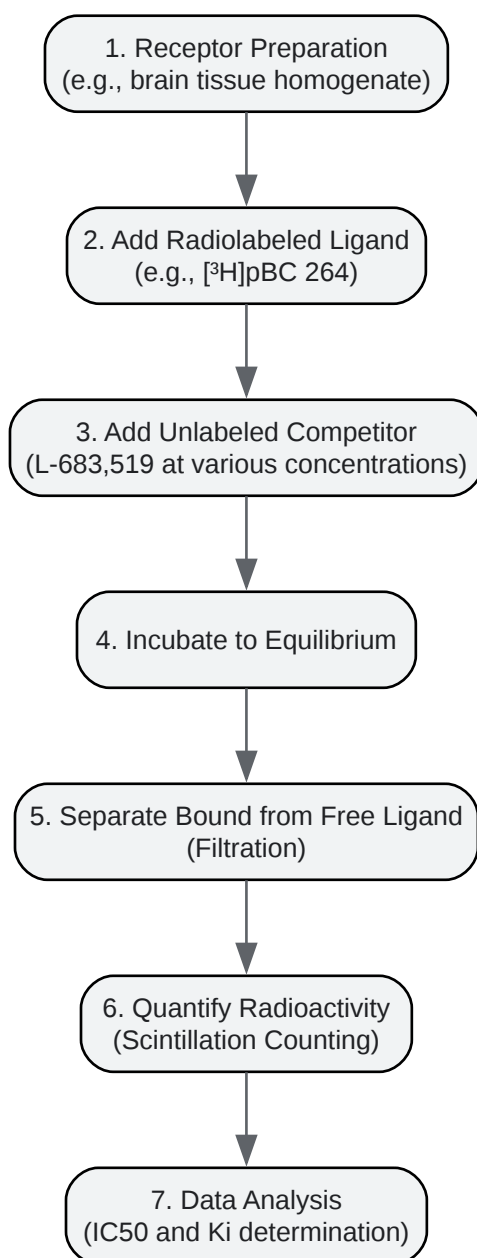 1. Receptor Preparation
(e.g., brain tissue homogenate)
2. Add Radiolabeled Ligand
(e.g., [³H]pBC 264)
3. Add Unlabeled Competitor
(L-683,519 at various concentrations)
4. Incubate to Equilibrium
5. Separate Bound from Free Ligand
(Filtration)
6. Quantify Radioactivity
(Scintillation Counting)
7. Data Analysis
(IC50 and Ki determination)